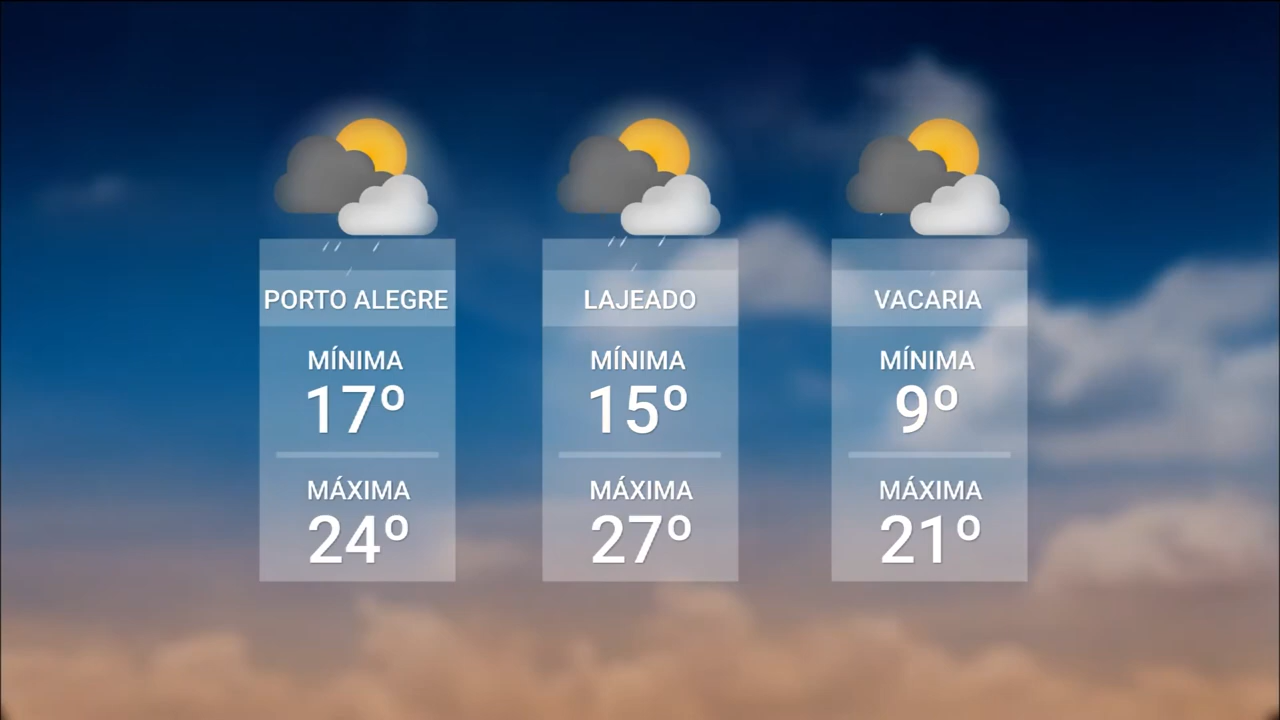 PORTO ALEGRE
MÍNIMA
17º
MÁXIMA
24º
LAJEADO
MÍNIMA
15º
MÁXIMA
27º
VACARIA
MÍNIMA
9º
MÁXIMA
21º